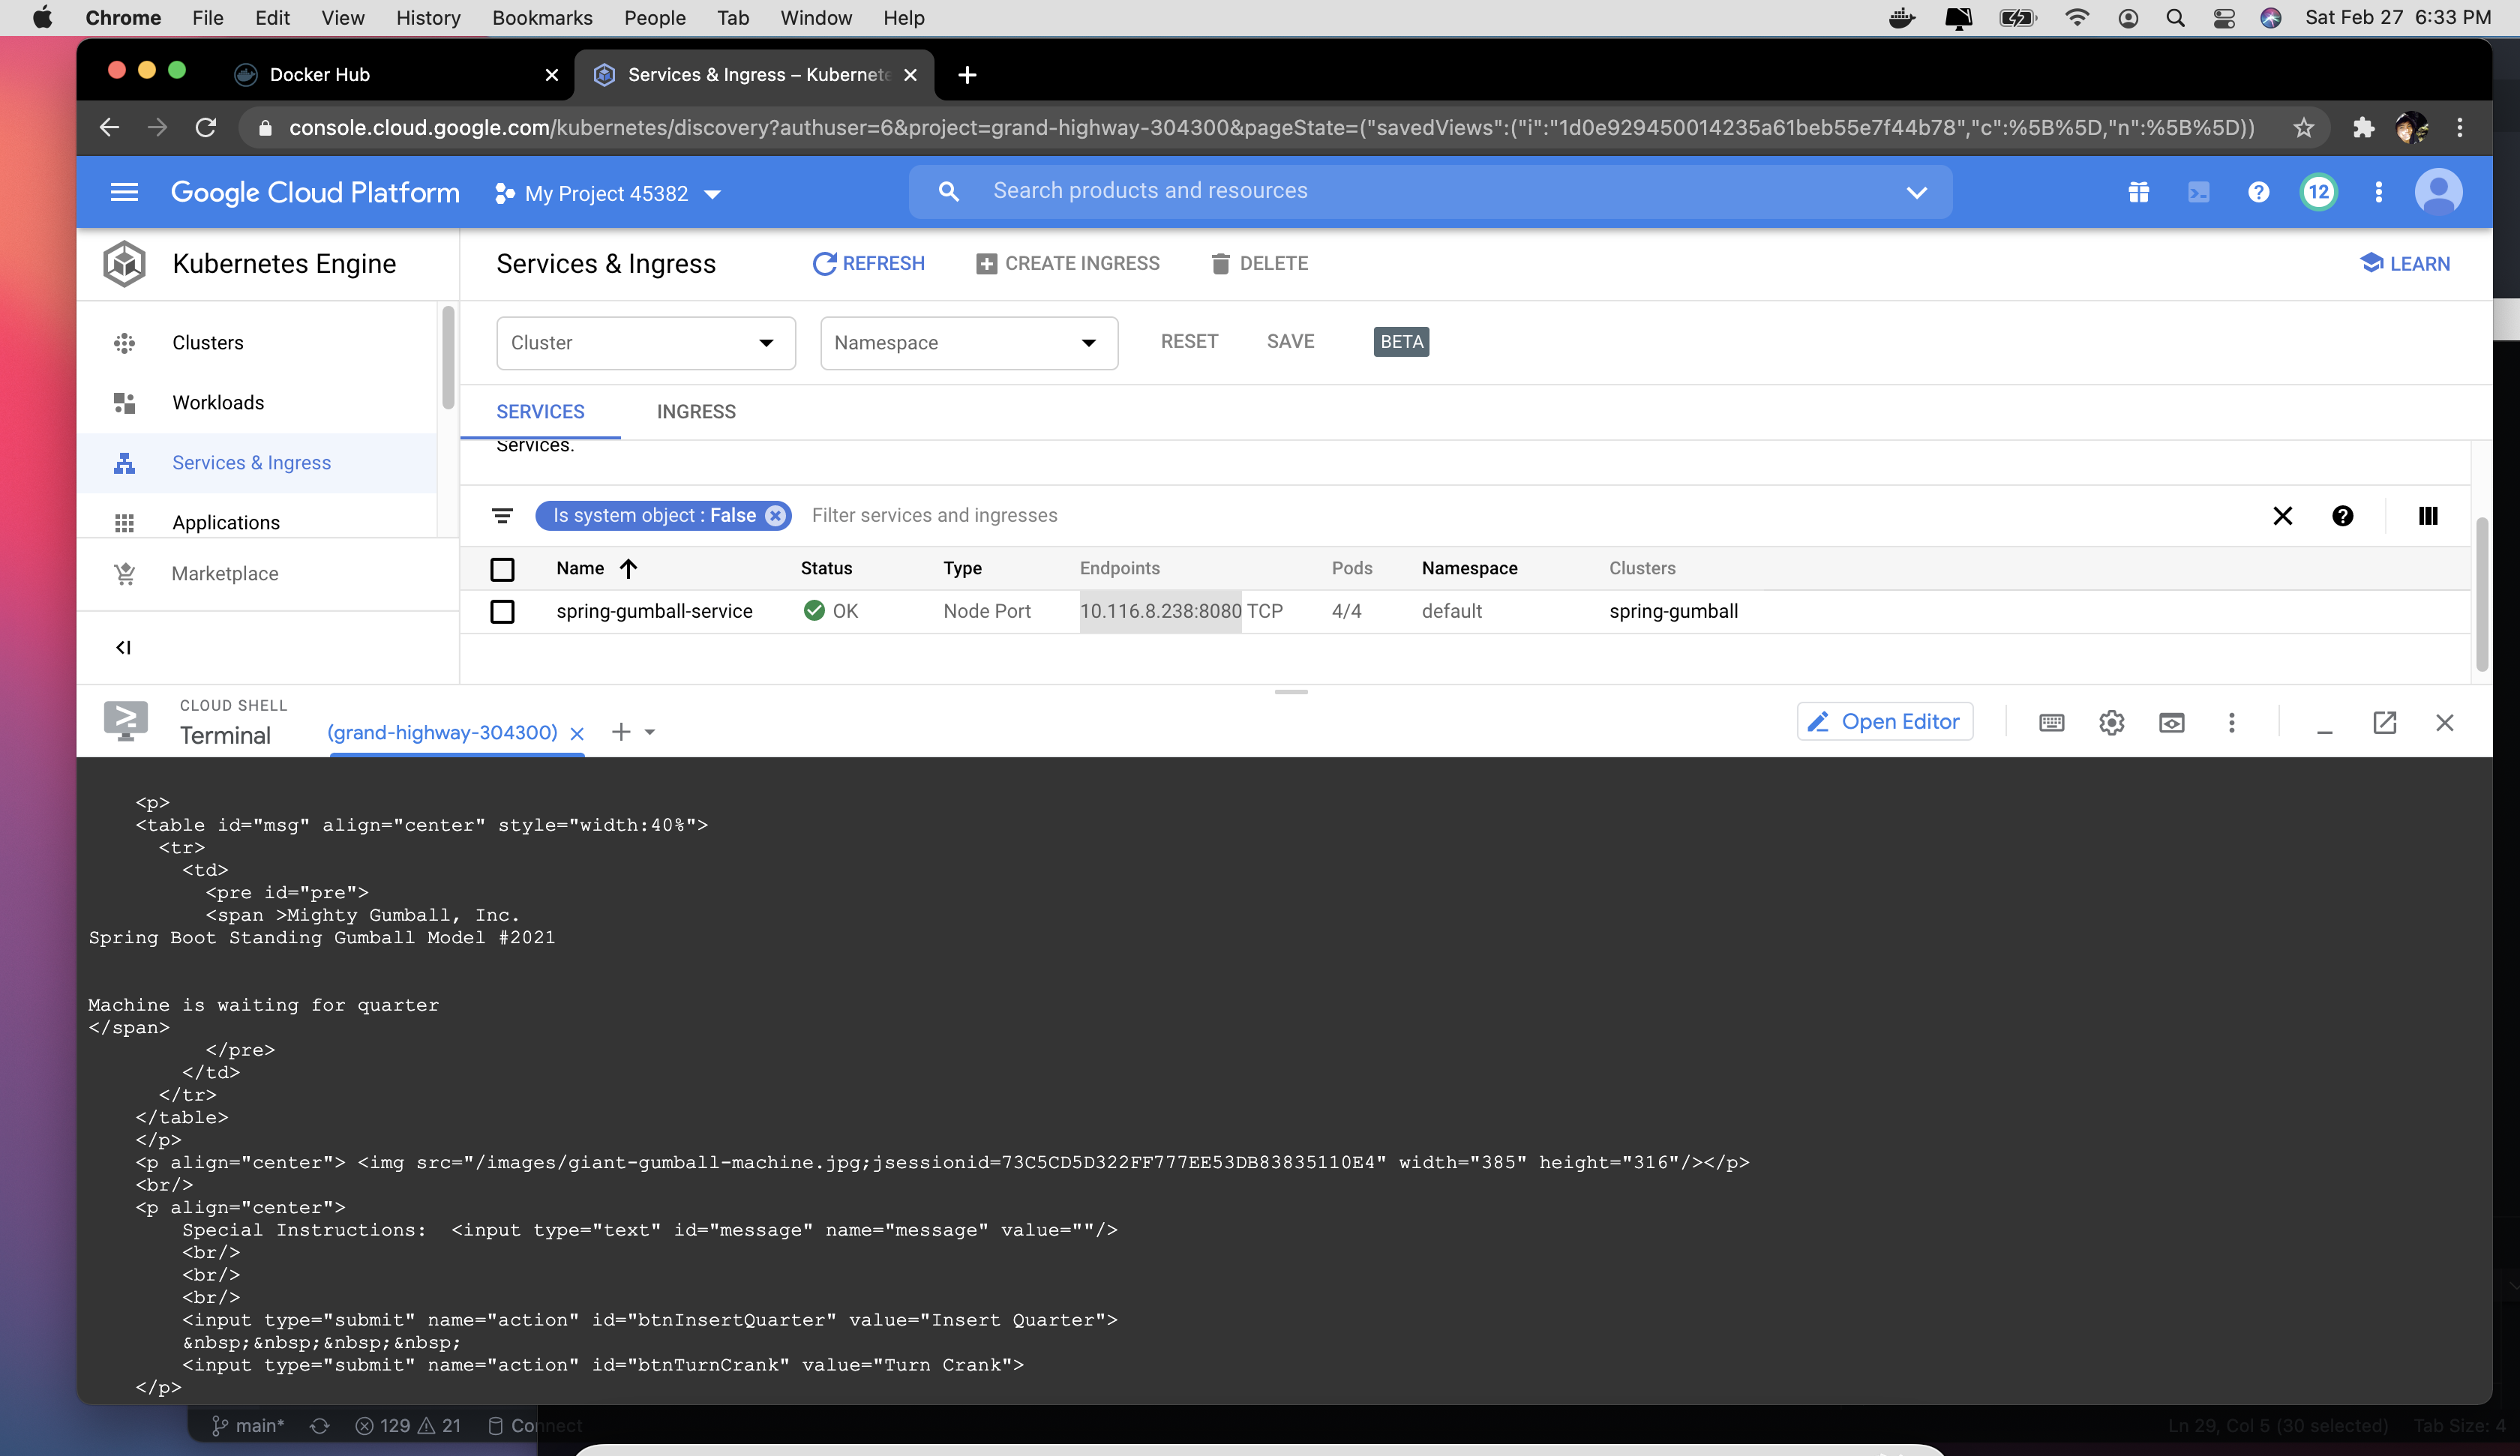 Chrome File Edit View History Bookmarks People Tab Window Help Sat Feb 27 6:33 PM
Docker Hub
Services & Ingress – Kubernete
console.cloud.google.com/kubernetes/discovery?authuser=6&project=grand-highway-304300&pageState=("savedViews":("i":"1d0e929450014235a61beb55e7f44b78","c":%5B%5D,"n":%5B%5D))
Google Cloud Platform My Project 45382 Search products and resources 12
Kubernetes Engine Services & Ingress REFRESH CREATE INGRESS DELETE LEARN
Clusters Cluster Namespace RESET SAVE BETA
Workloads SERVICES INGRESS
Services.
Services & Ingress
Is system object : False Filter services and ingresses
Applications
Name Status Type Endpoints Pods Namespace Clusters
Marketplace
spring-gumball-service OK Node Port 10.116.8.238:8080 TCP 4/4 default spring-gumball
CLOUD SHELL
Terminal (grand-highway-304300) Open Editor
<p>
<table id="msg" align="center" style="width:40%">
<tr>
<td>
<pre id="pre">
<span >Mighty Gumball, Inc.
Spring Boot Standing Gumball Model #2021
Machine is waiting for quarter
</span>
</pre>
</td>
</tr>
</table>
</p>
<p align="center"> <img src="/images/giant-gumball-machine.jpg;jsessionid=73C5CD5D322FF777EE53DB83835110E4" width="385" height="316"/></p>
<br/>
<p align="center">
Special Instructions:  <input type="text" id="message" name="message" value=""/>
<br/>
<br/>
<br/>
<input type="submit" name="action" id="btnInsertQuarter" value="Insert Quarter">
&nbsp;&nbsp;&nbsp;&nbsp;
<input type="submit" name="action" id="btnTurnCrank" value="Turn Crank">
</p>
main* 129 21 Connect Ln 29, Col 5 (30 selected) Tab Size: 4